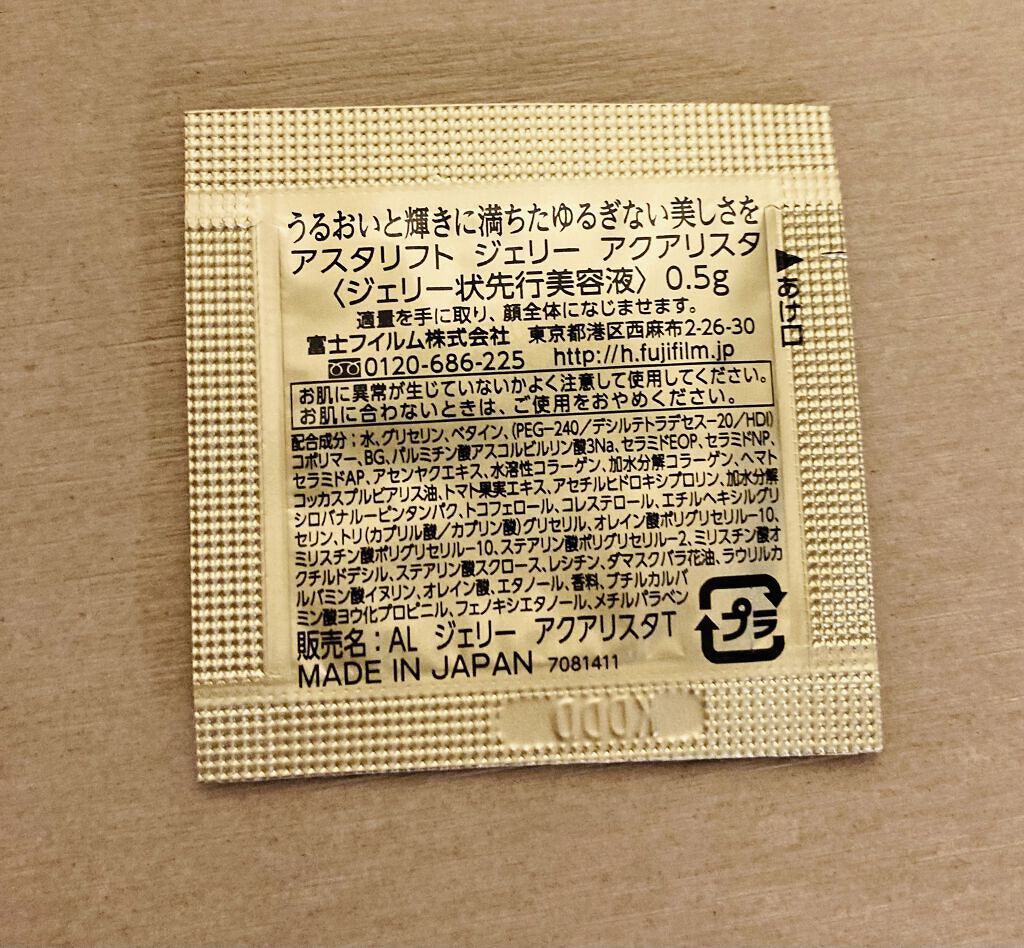 うるおいと輝きに満ちたゆるぎない美しさを
アスタリフト ジェリー アクアリスタ
〈ジェリー状先行美容液〉 0.5g
適量を手に取り、顔全体になじませます。
富士フイルム株式会社 東京都港区西麻布2-26-30
0120-686-225 http://h.fujifilm.jp
お肌に異常が生じていないかよく注意して使用してください。
お肌に合わないときは、ご使用をおやめください。
配合成分：水、グリセリン、ベタイン、(PEG-240/デシルテトラデセス-20/HDI)
コポリマー、BG、パルミチン酸アスコルビルリン酸3Na、セラミドEOP、セラミドNP、
セラミドAP、アセンヤクエキス、水溶性コラーゲン、加水分解コラーゲン、ヘマト
コッカスプルビアリス油、トマト果実エキス、アセチルヒドロキシプロリン、加水分解
シロバナルーピンタンパク、トコフェロール、コレステロール、エチルヘキシルグリ
セリン、トリ(カプリル酸/カプリン酸)グリセリル、オレイン酸ポリグリセリル-10、
ミリスチン酸ポリグリセリル-10、ステアリン酸ポリグリセリル-2、ミリスチン酸オ
クチルドデシル、ステアリン酸スクロース、レシチン、ダマスクバラ花油、ラウリルカ
ルバミン酸イヌリン、オレイン酸、エタノール、香料、ブチルカルバ
ミン酸ヨウ化プロピニル、フェノキシエタノール、メチルパラベン
販売名：AL ジェリー アクアリスタT
MADE IN JAPAN 7081411
プラ
あけ口
KDDD